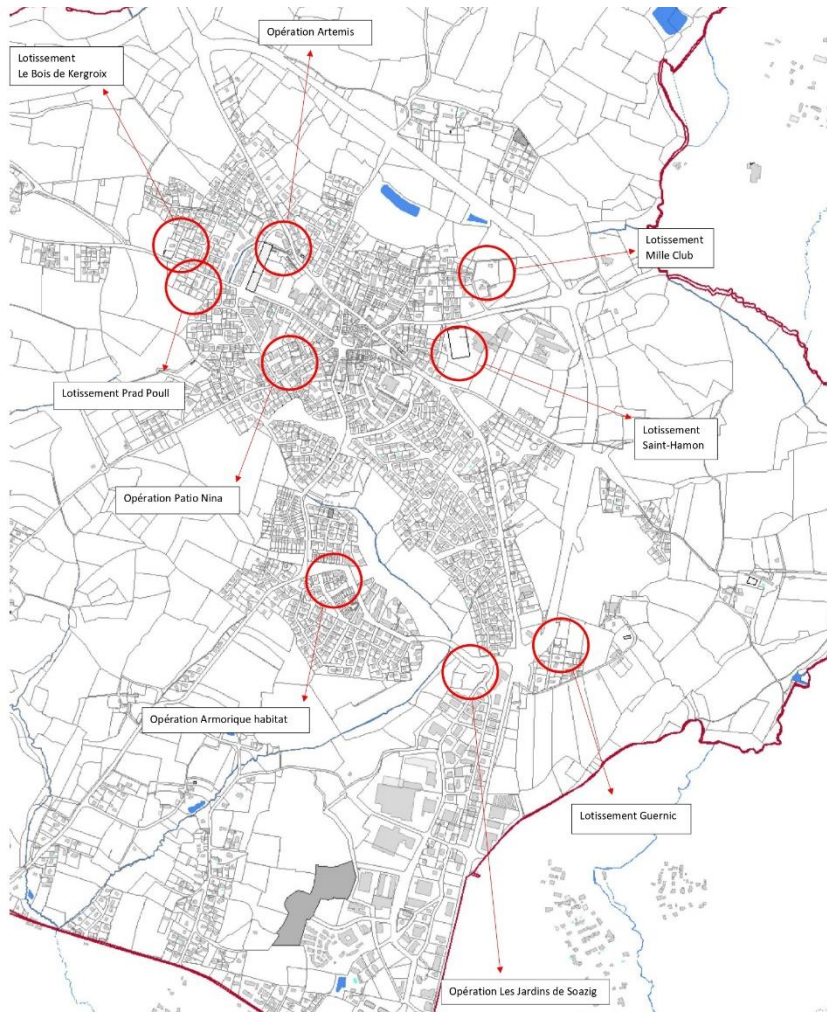 Opération Artemis
Lotissement
Le Bois de Kergroix
Lotissement
Mille Club
Lotissement Prad Poull
Lotissement
Saint-Hamon
Opération Patio Nina
Opération Armorique habitat
Lotissement Guernic
Opération Les Jardins de Soazig